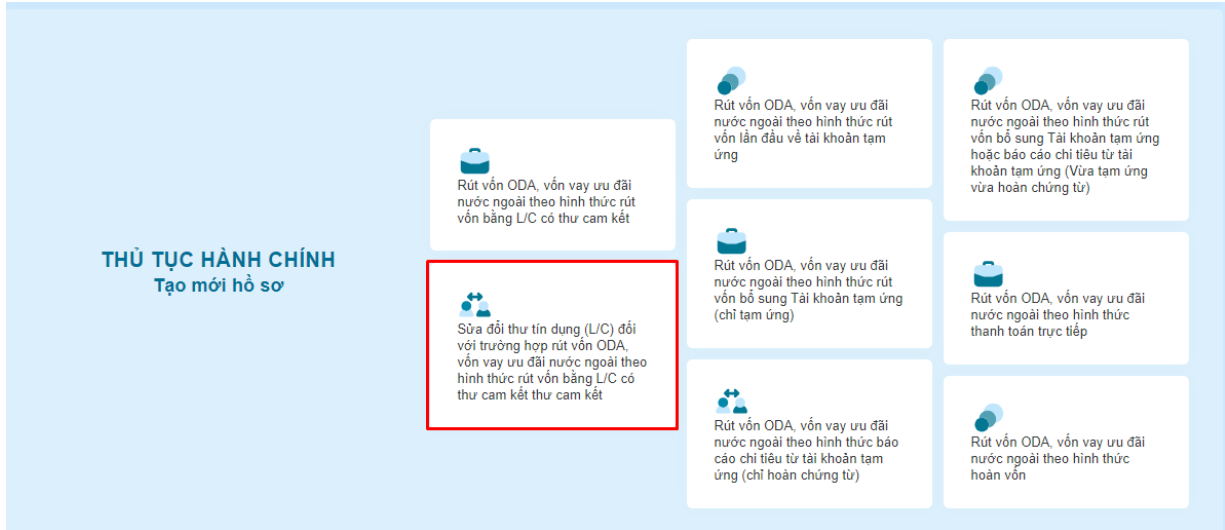 THỦ TỤC HÀNH CHÍNH
Tạo mới hồ sơ
Rút vốn ODA, vốn vay ưu đãi
nước ngoài theo hình thức rút
vốn bằng L/C có thư cam kết
Sửa đổi thư tín dụng (L/C) đối
với trường hợp rút vốn ODA,
vốn vay ưu đãi nước ngoài theo
hình thức rút vốn bằng L/C có
thư cam kết thư cam kết
Rút vốn ODA, vốn vay ưu đãi
nước ngoài theo hình thức rút
vốn lần đầu về tài khoản tạm
ứng
Rút vốn ODA, vốn vay ưu đãi
nước ngoài theo hình thức rút
vốn bổ sung Tài khoản tạm ứng
(chỉ tạm ứng)
Rút vốn ODA, vốn vay ưu đãi
nước ngoài theo hình thức báo
cáo chi tiêu từ tài khoản tạm
ứng (chỉ hoàn chứng từ)
Rút vốn ODA, vốn vay ưu đãi
nước ngoài theo hình thức rút
vốn bổ sung Tài khoản tạm ứng
hoặc báo cáo chi tiêu từ tài
khoản tạm ứng (Vừa tạm ứng
vừa hoàn chứng từ)
Rút vốn ODA, vốn vay ưu đãi
nước ngoài theo hình thức
thanh toán trực tiếp
Rút vốn ODA, vốn vay ưu đãi
nước ngoài theo hình thức
hoàn vốn